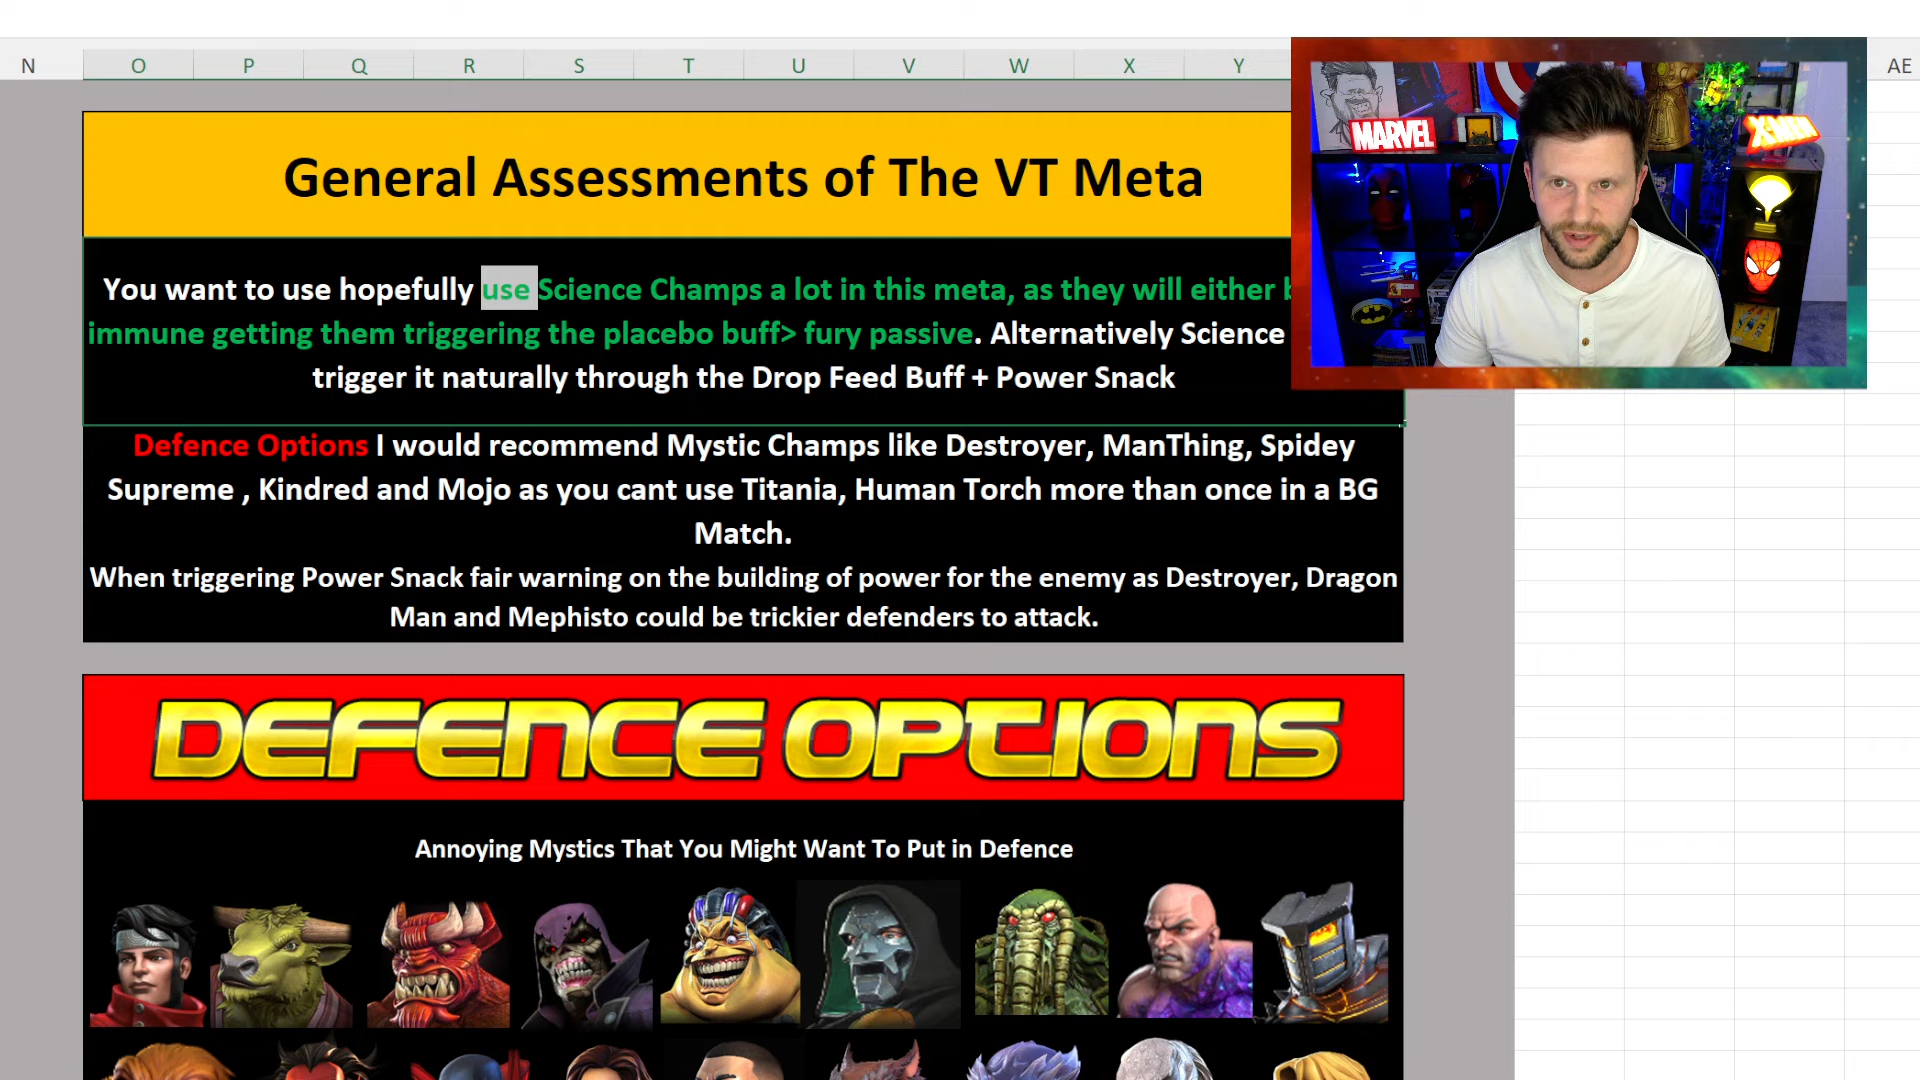 N O P Q R S T U V W X Y AE
General Assessments of The VT Meta
MARVEL
X-MEN
You want to use hopefully use Science Champs a lot in this meta, as they will either
immune getting them triggering the placebo buff> fury passive. Alternatively Science
trigger it naturally through the Drop Feed Buff + Power Snack
Defence Options I would recommend Mystic Champs like Destroyer, ManThing, Spidey
Supreme , Kindred and Mojo as you cant use Titania, Human Torch more than once in a BG
Match.
When triggering Power Snack fair warning on the building of power for the enemy as Destroyer, Dragon
Man and Mephisto could be trickier defenders to attack.
DEFENCE OPTIONS
Annoying Mystics That You Might Want To Put in Defence